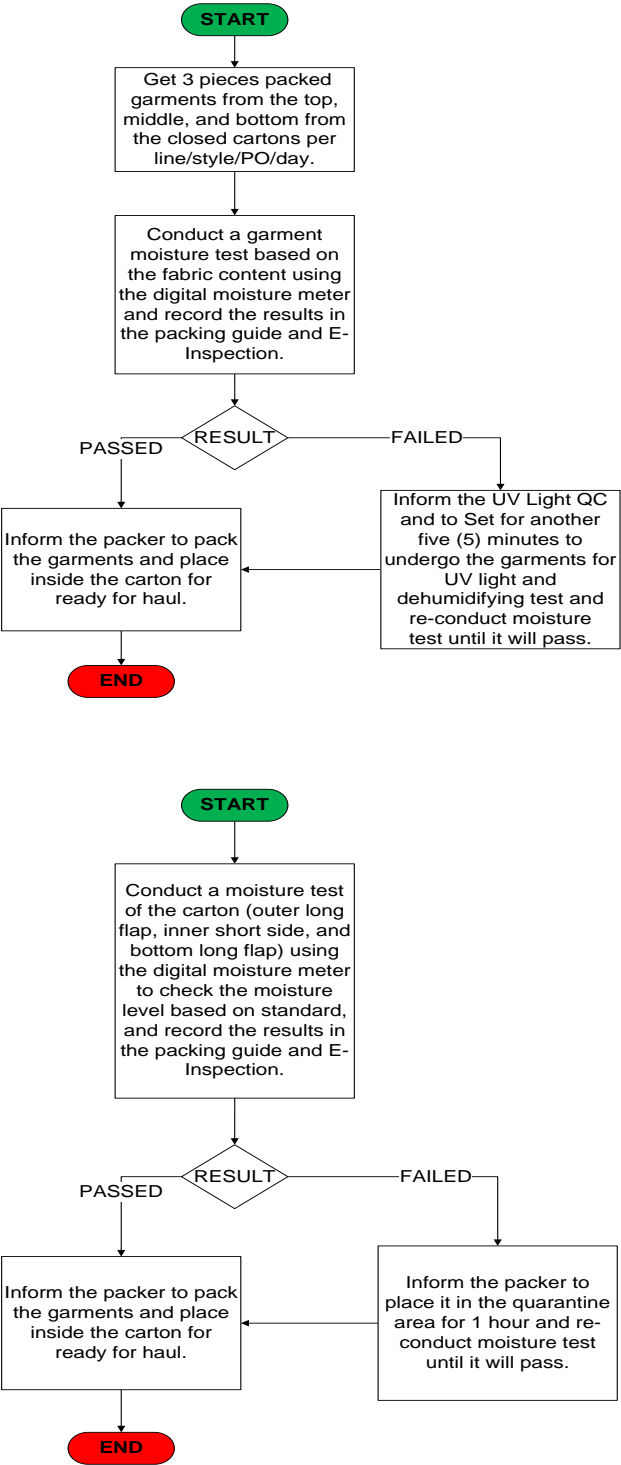 START
Get 3 pieces packed
garments from the top,
middle, and bottom from
the closed cartons per
line/style/PO/day.
Conduct a garment
moisture test based on
the fabric content using
the digital moisture meter
and record the results in
the packing guide and E-
Inspection.
RESULT
PASSED
FAILED
Inform the packer to pack
the garments and place
inside the carton for
ready for haul.
Inform the UV Light QC
and to Set for another
five (5) minutes to
undergo the garments for
UV light and
dehumidifying test and
re-conduct moisture
test until it will pass.
END
START
Conduct a moisture test
of the carton (outer long
flap, inner short side, and
bottom long flap) using
the digital moisture meter
to check the moisture
level based on standard,
and record the results in
the packing guide and E-
Inspection.
RESULT
PASSED
FAILED
Inform the packer to pack
the garments and place
inside the carton for
ready for haul.
Inform the packer to
place it in the quarantine
area for 1 hour and re-
conduct moisture test
until it will pass.
END